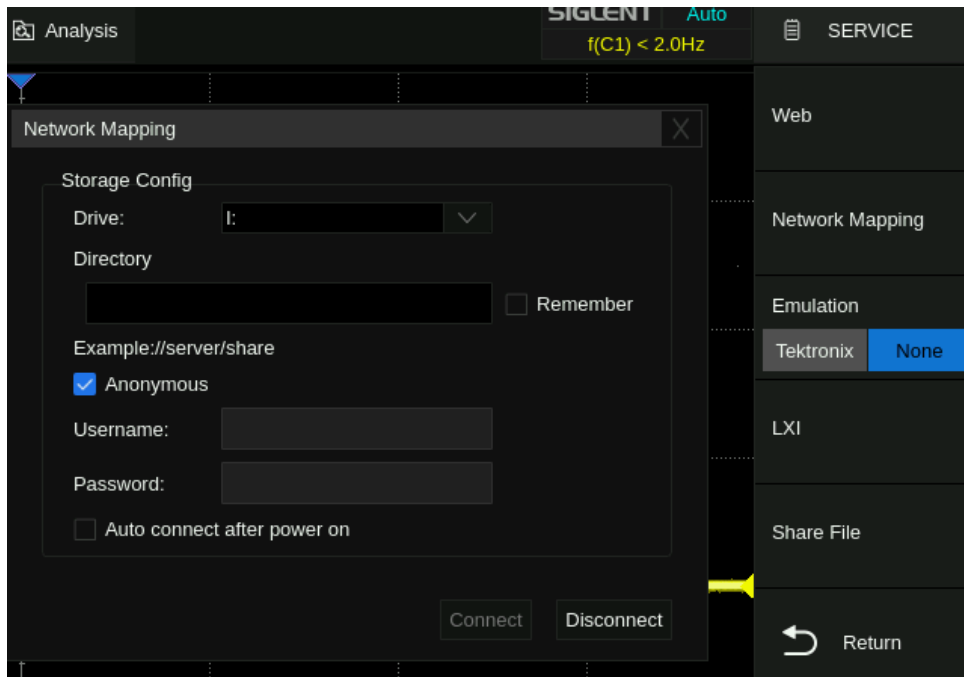 Analysis
SIGLENT Auto
f(C1) < 2.0Hz
SERVICE
Network Mapping X
Storage Config
Drive: I:
Directory
Remember
Example://server/share
Anonymous
Username:
Password:
Auto connect after power on
Connect Disconnect
Web
Network Mapping
Emulation
Tektronix None
LXI
Share File
Return